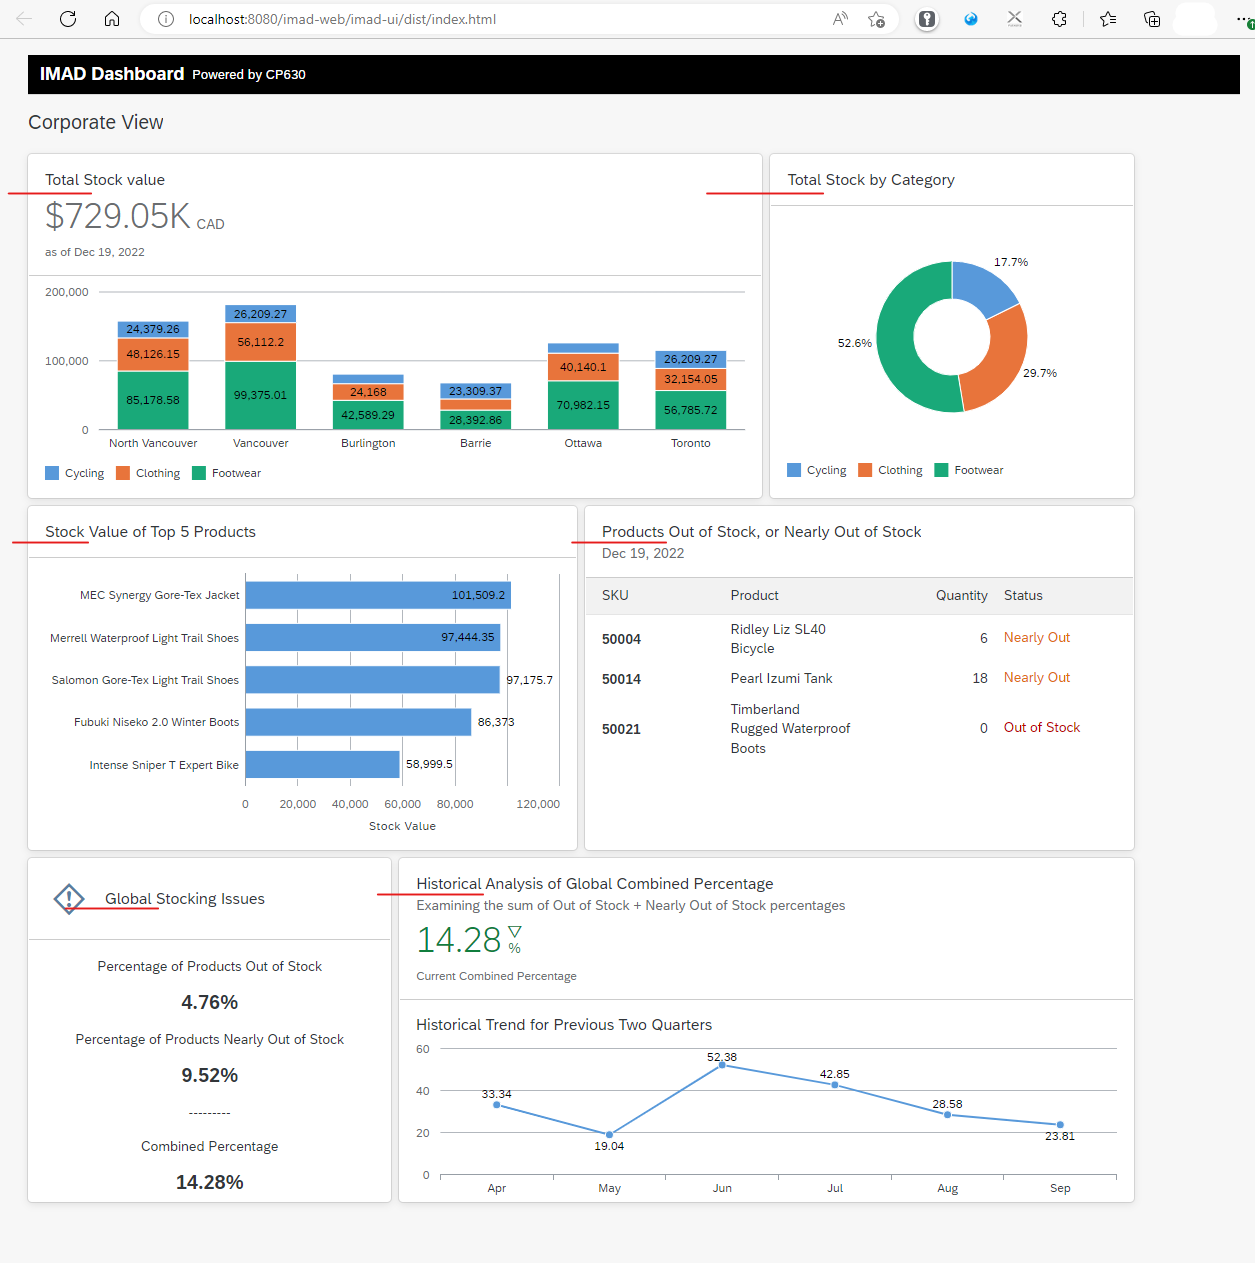 localhost:8080/imad-web/imad-ui/dist/index.html
IMAD Dashboard Powered by CP630
Corporate View
Total Stock value
$729.05K CAD
as of Dec 19, 2022
200,000
100,000
0
24,379.26
48,126.15
85,178.58
26,209.27
56,112.2
99,375.01
24,168
42,589.29
23,309.37
28,392.86
40,140.1
70,982.15
26,209.27
32,154.05
56,785.72
North Vancouver Vancouver Burlington Barrie Ottawa Toronto
Cycling Clothing Footwear
Total Stock by Category
17.7%
52.6%
29.7%
Cycling Clothing Footwear
Stock Value of Top 5 Products
MEC Synergy Gore-Tex Jacket 101,509.2
Merrell Waterproof Light Trail Shoes 97,444.35
Salomon Gore-Tex Light Trail Shoes 97,175.7
Fubuki Niseko 2.0 Winter Boots 86,373
Intense Sniper T Expert Bike 58,999.5
0 20,000 40,000 60,000 80,000 120,000
Stock Value
Products Out of Stock, or Nearly Out of Stock
Dec 19, 2022
SKU Product Quantity Status
50004 Ridley Liz SL40 Bicycle 6 Nearly Out
50014 Pearl Izumi Tank 18 Nearly Out
50021 Timberland Rugged Waterproof Boots 0 Out of Stock
Global Stocking Issues
Percentage of Products Out of Stock
4.76%
Percentage of Products Nearly Out of Stock
9.52%
---------
Combined Percentage
14.28%
Historical Analysis of Global Combined Percentage
Examining the sum of Out of Stock + Nearly Out of Stock percentages
14.28 %
Current Combined Percentage
Historical Trend for Previous Two Quarters
60
40
20
0
33.34
19.04
52.38
42.85
28.58
23.81
Apr May Jun Jul Aug Sep